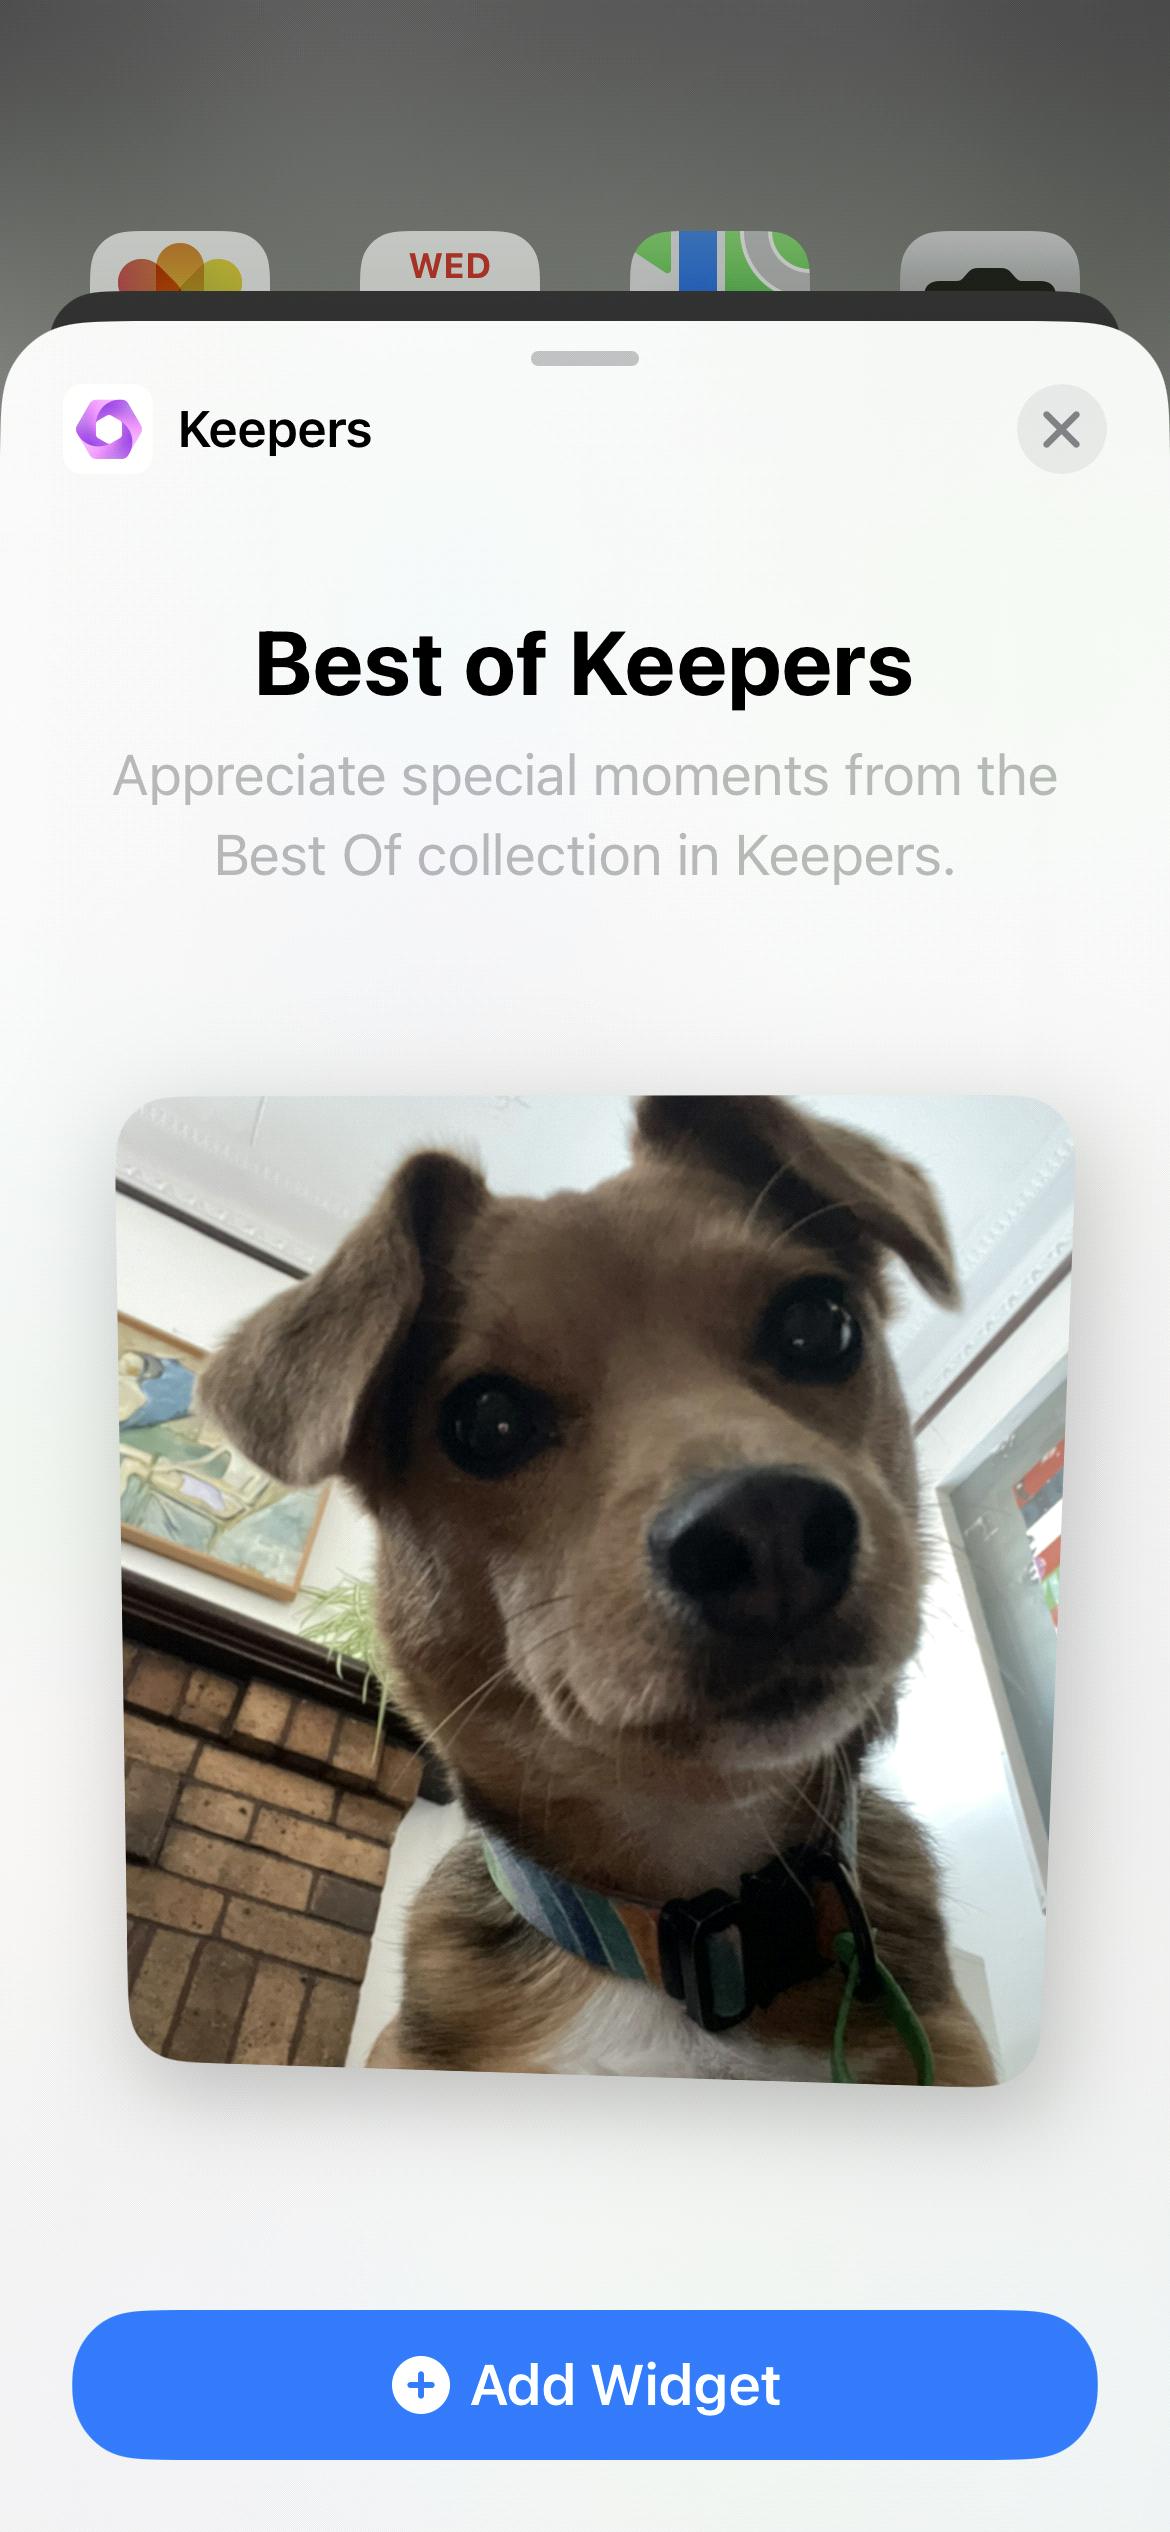 WED
Keepers
Best of Keepers
Appreciate special moments from the
Best Of collection in Keepers.
Add Widget